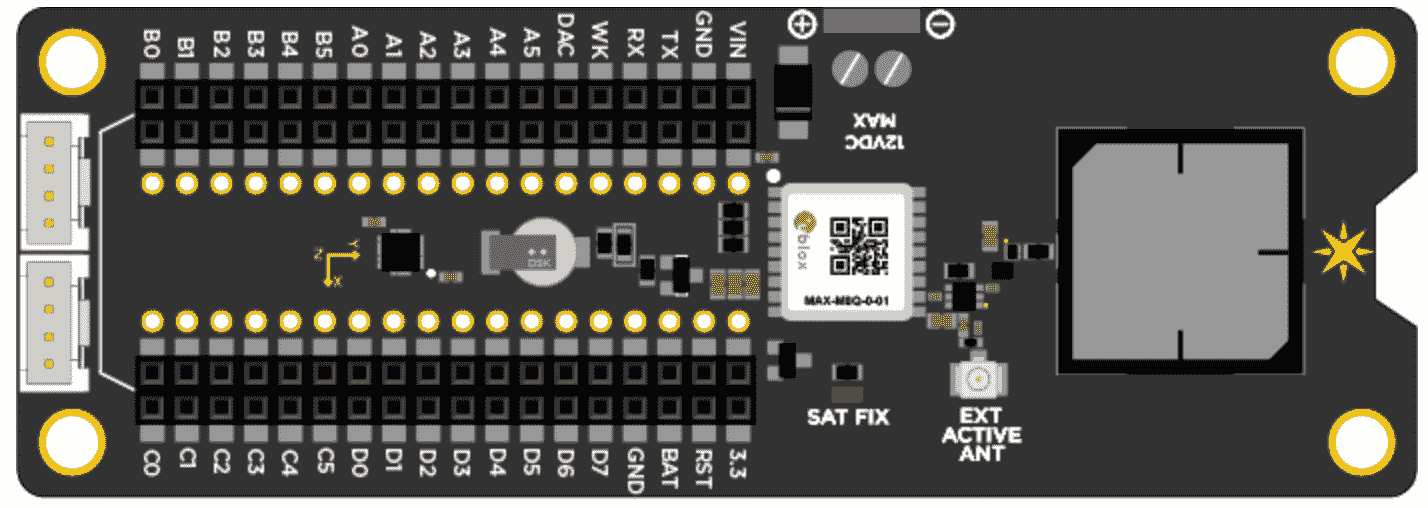 B0 B1 B2 B3 B4 B5 A0 A1 A2 A3 A4 A5 DAC WK RX TX GND VIN
+ −
12VDC
MAX
Z Y
X
DSK
blox
MAX-M8Q-0-01
SAT FIX
EXT
ACTIVE
ANT
C0 C1 C2 C3 C4 C5 D0 D1 D2 D3 D4 D5 D6 D7 GND BAT RST 3.3